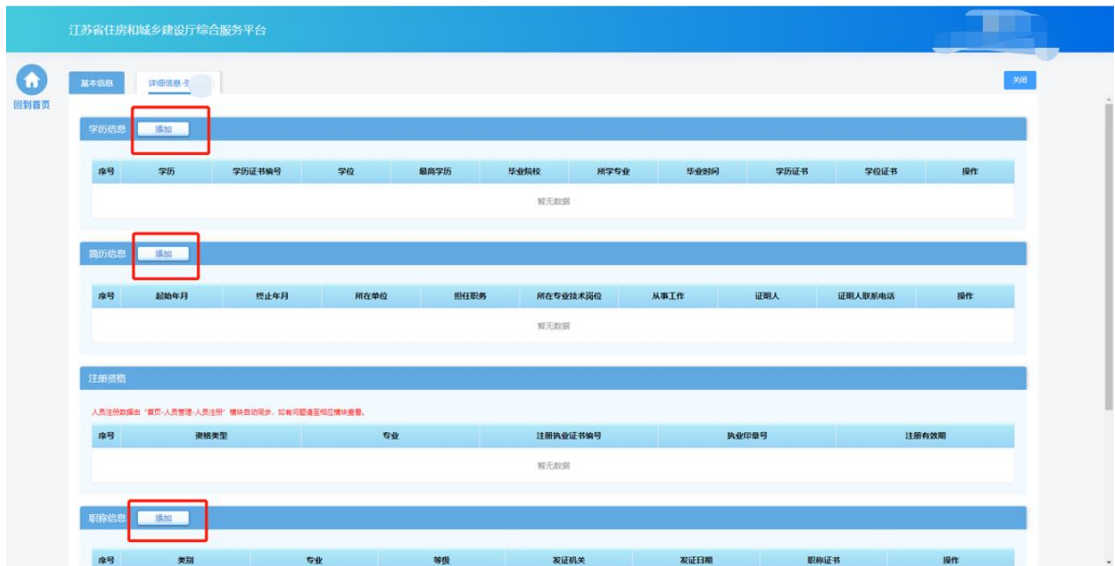 江苏省住房和城乡建设厅综合服务平台
回到首页
基本信息 详细信息- 关闭
学历信息 添加
序号 学历 学历证书编号 学位 最高学历 毕业院校 所学专业 毕业时间 学历证书 学位证书 操作
暂无数据
简历信息 添加
序号 起始年月 终止年月 所在单位 担任职务 所在专业技术岗位 从事工作 证明人 证明人联系电话 操作
暂无数据
注册资格
人员注册数据由“首页-人员管理-人员注册”模块自动同步，如有问题请至相应模块查看。
序号 资格类型 专业 注册执业证书编号 执业印章号 注册有效期
暂无数据
职称信息 添加
序号 类别 专业 等级 发证机关 发证日期 职称证书 操作